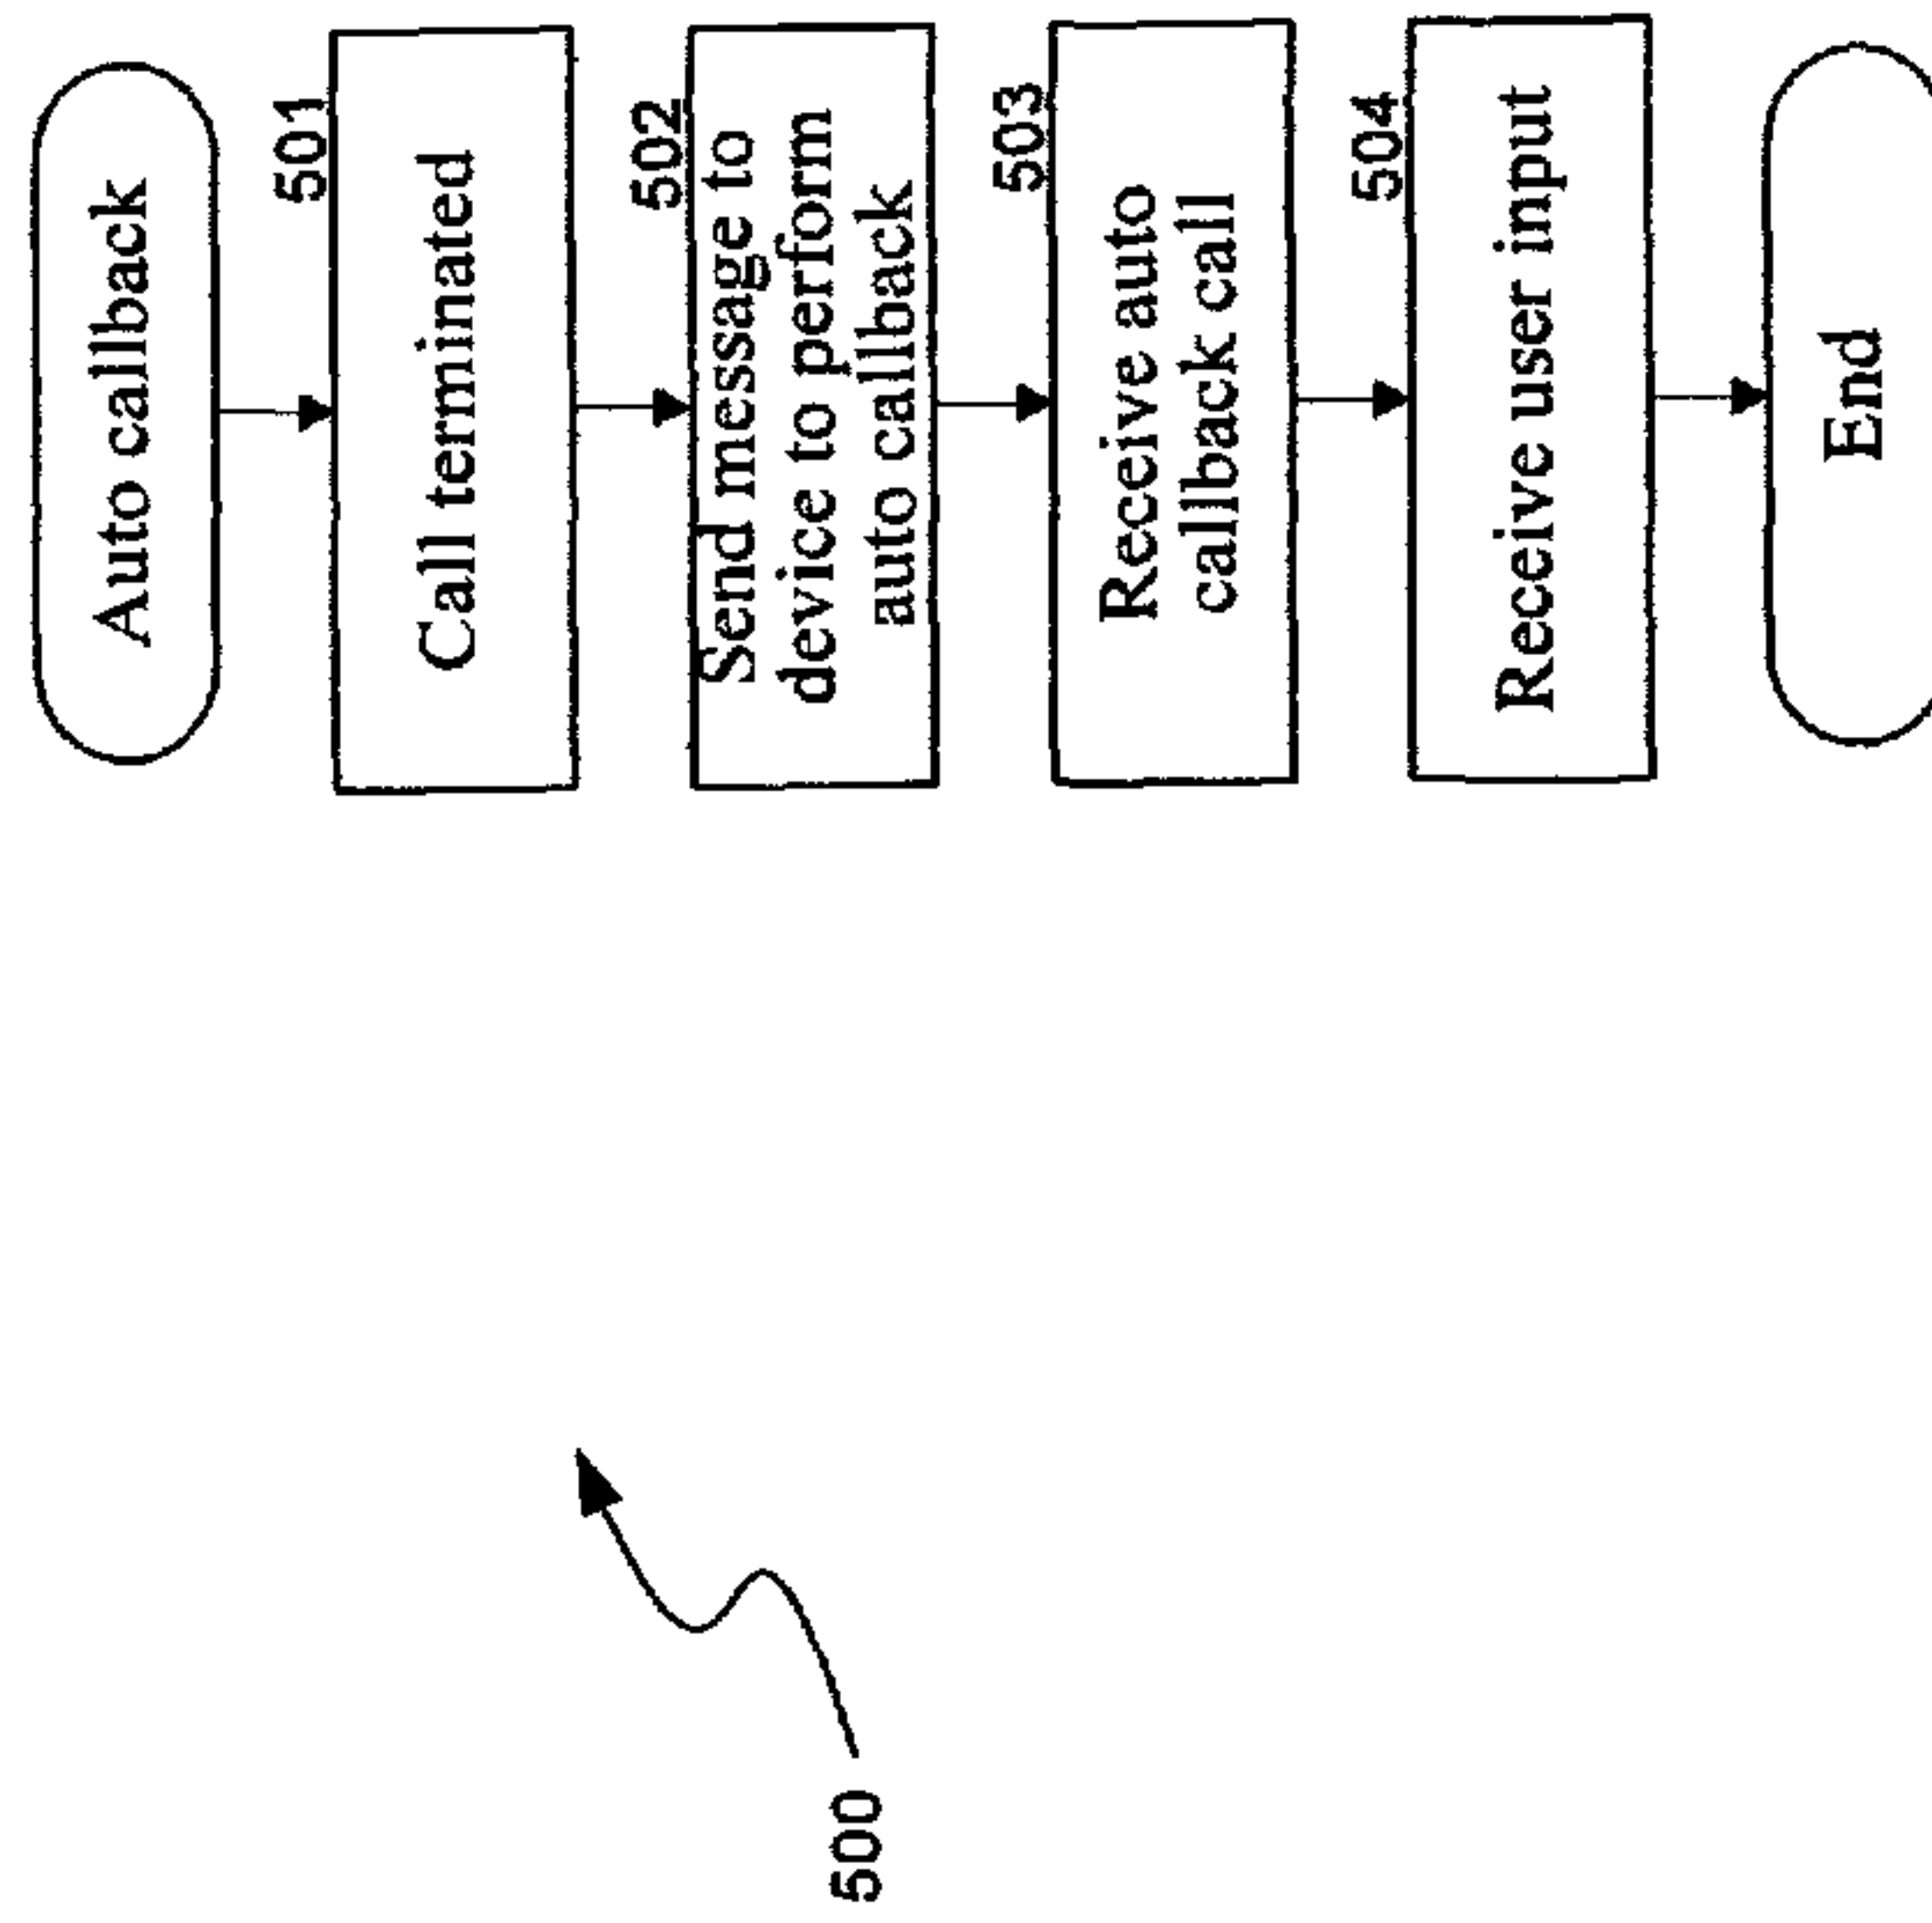 Auto callback
501
Call terminated
502
Send message to
device to perform
auto callback
503
Receive auto
callback call
504
Receive user input
End
500